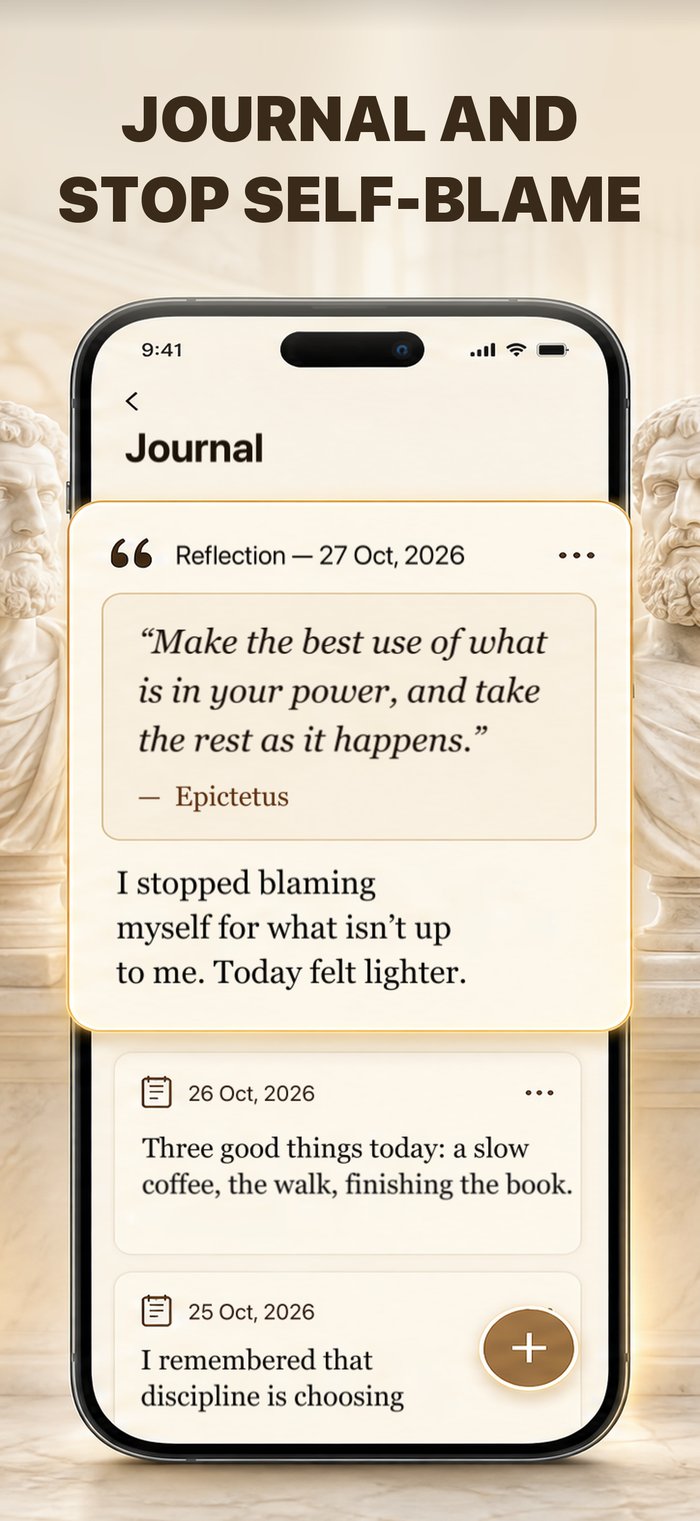 JOURNAL AND
STOP SELF-BLAME
9:41
Journal
Reflection — 27 Oct, 2026
“Make the best use of what
is in your power, and take
the rest as it happens.”
— Epictetus
I stopped blaming
myself for what isn’t up
to me. Today felt lighter.
26 Oct, 2026
Three good things today: a slow
coffee, the walk, finishing the book.
25 Oct, 2026
I remembered that
discipline is choosing